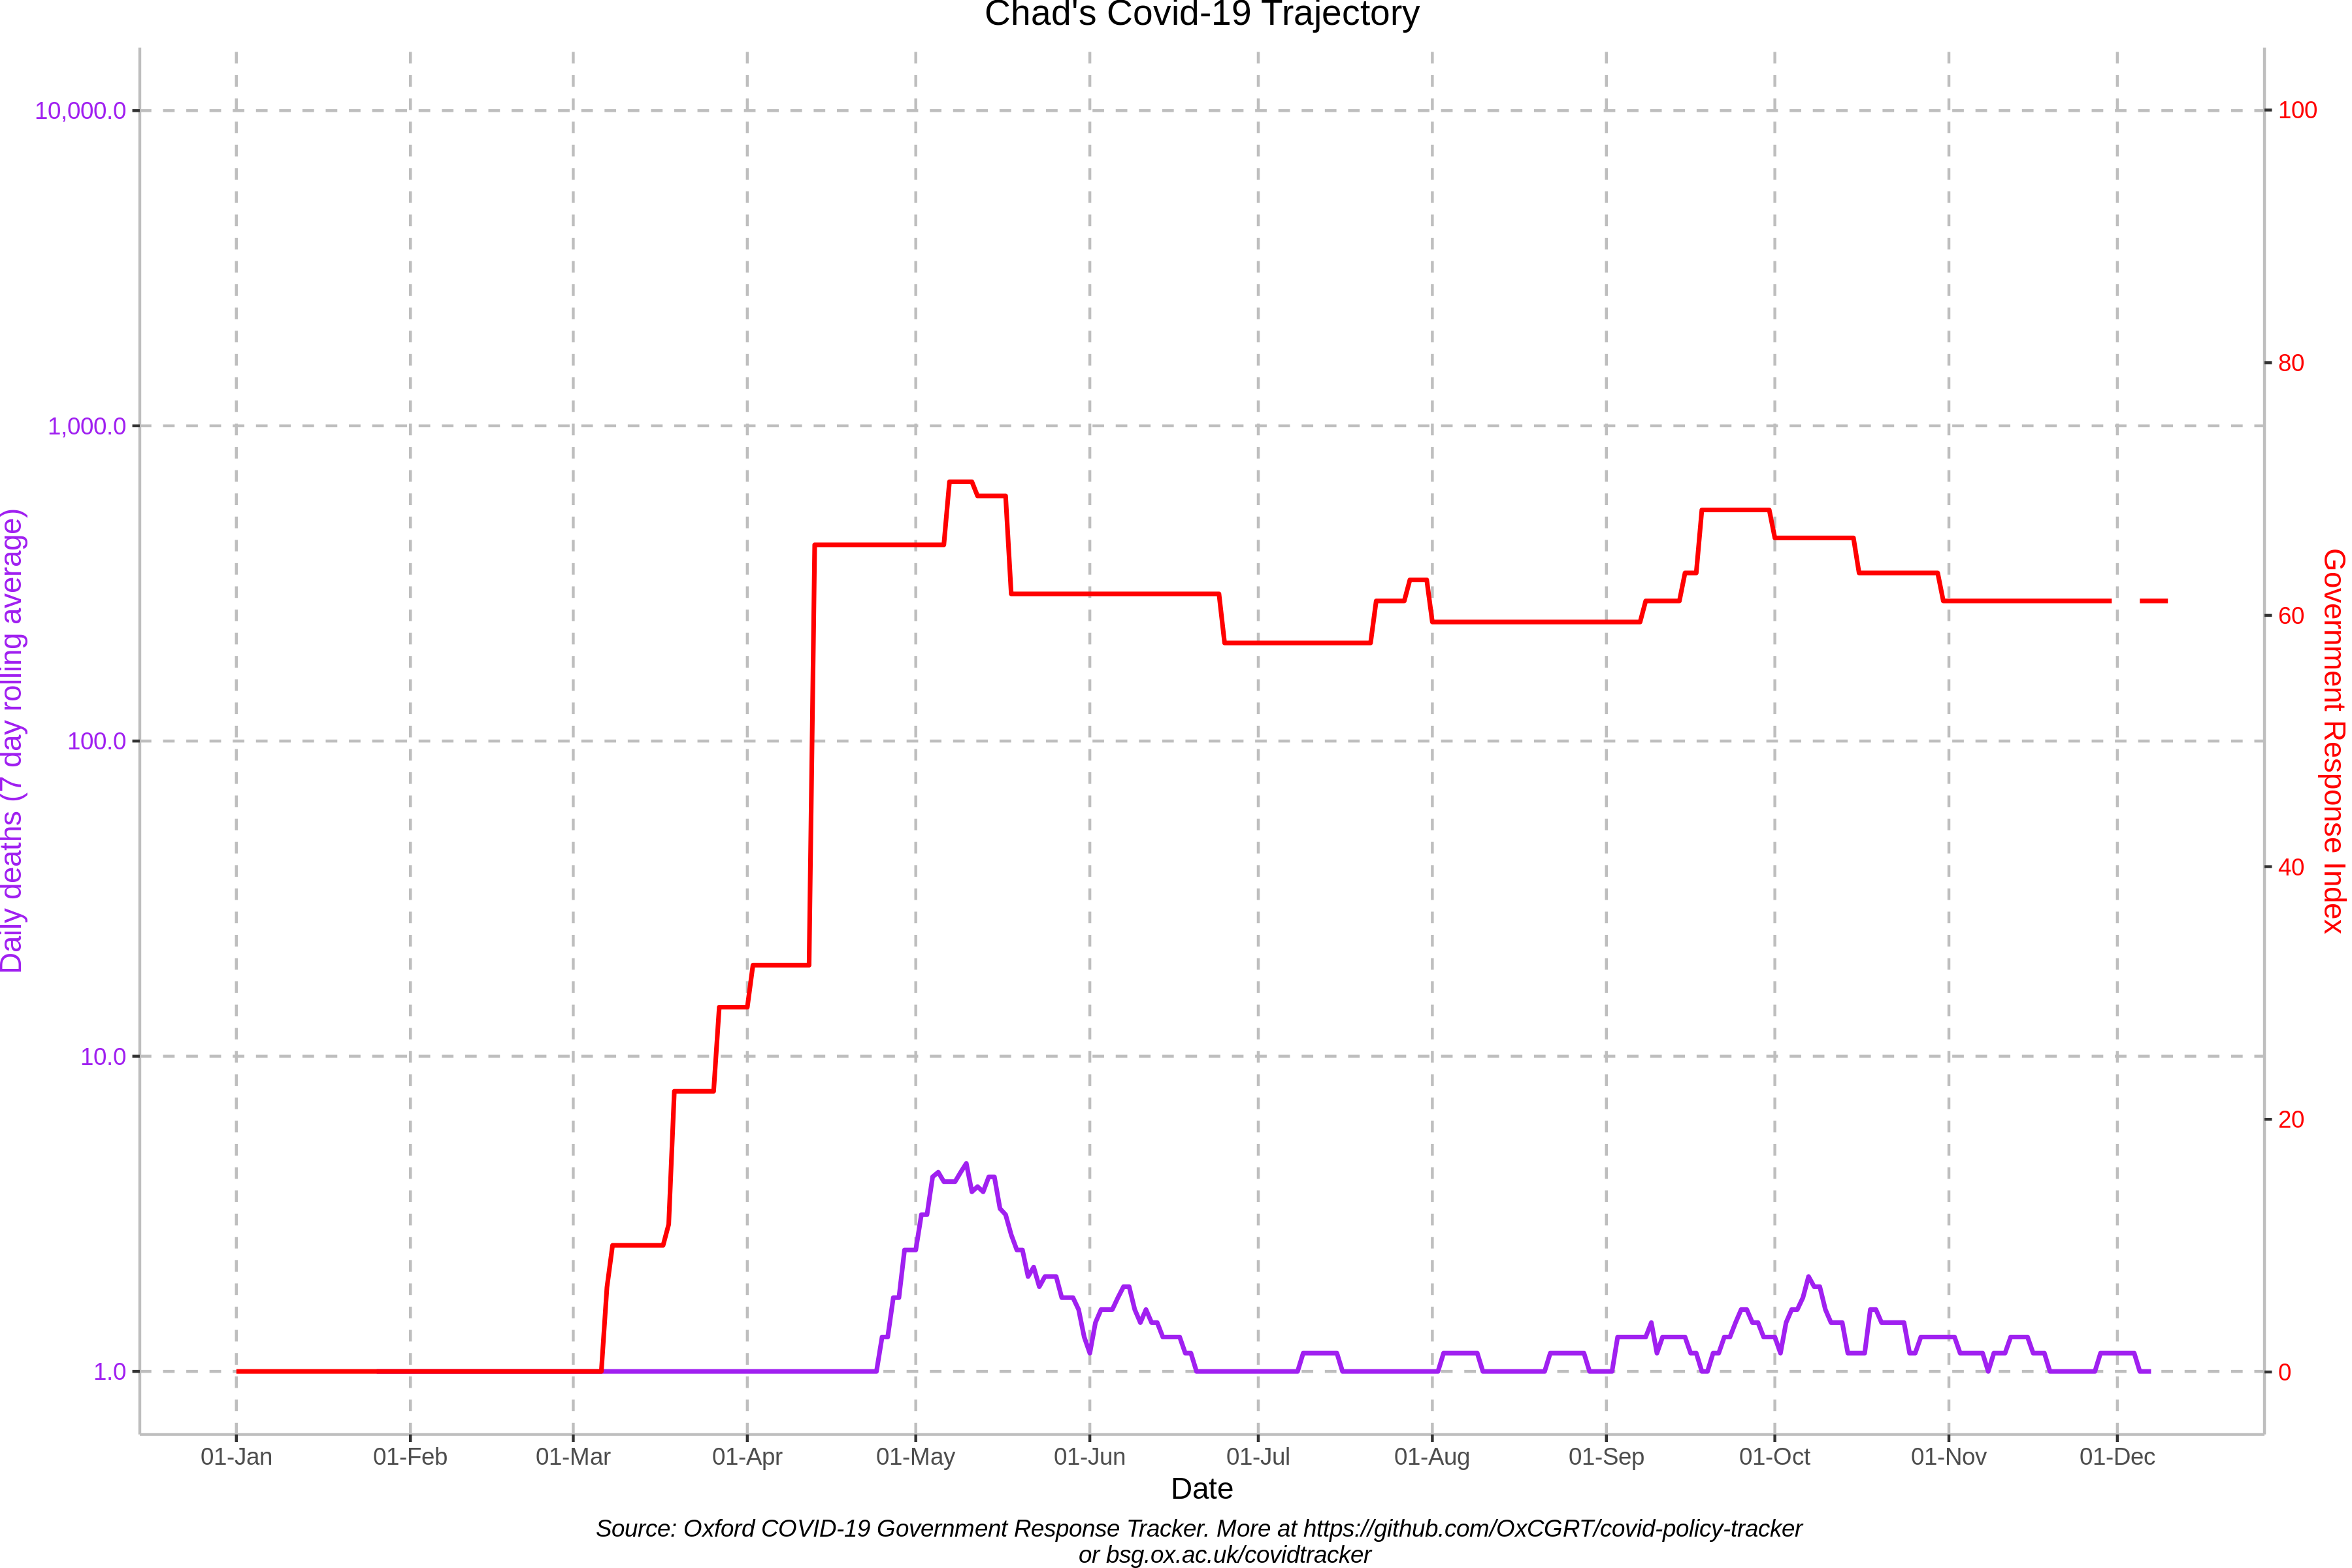 Chad's Covid-19 Trajectory
10,000.0
1,000.0
100.0
10.0
1.0
Daily deaths (7 day rolling average)
100
80
60
40
20
0
Government Response Index
01-Jan
01-Feb
01-Mar
01-Apr
01-May
01-Jun
01-Jul
01-Aug
01-Sep
01-Oct
01-Nov
01-Dec
Date
Source: Oxford COVID-19 Government Response Tracker. More at https://github.com/OxCGRT/covid-policy-tracker
or bsg.ox.ac.uk/covidtracker